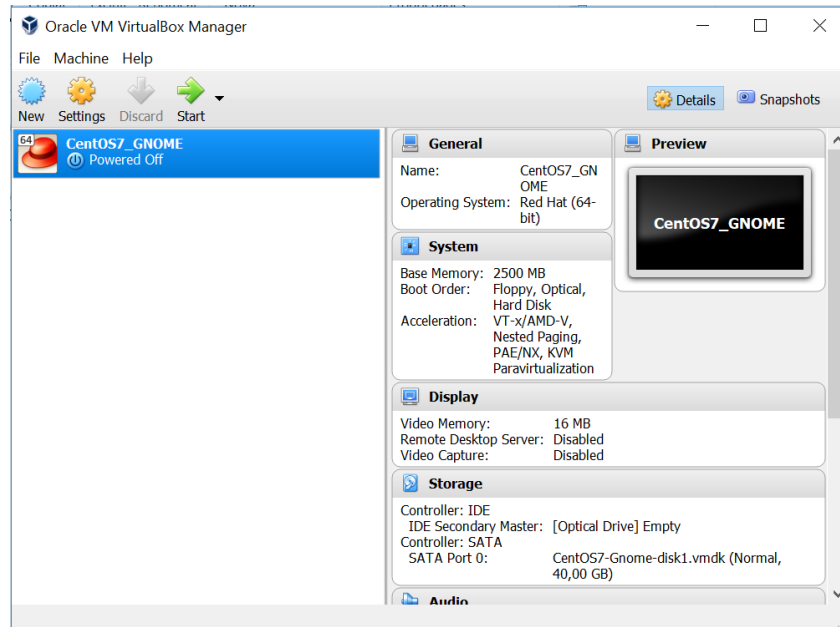 Oracle VM VirtualBox Manager
File Machine Help
New Settings Discard Start
Details Snapshots
64
CentOS7_GNOME
Powered Off
General
Name: CentOS7_GN
OME
Operating System: Red Hat (64-
bit)
Preview
CentOS7_GNOME
System
Base Memory: 2500 MB
Boot Order: Floppy, Optical,
Hard Disk
Acceleration: VT-x/AMD-V,
Nested Paging,
PAE/NX, KVM
Paravirtualization
Display
Video Memory: 16 MB
Remote Desktop Server: Disabled
Video Capture: Disabled
Storage
Controller: IDE
IDE Secondary Master: [Optical Drive] Empty
Controller: SATA
SATA Port 0: CentOS7-Gnome-disk1.vmdk (Normal,
40,00 GB)
Audio